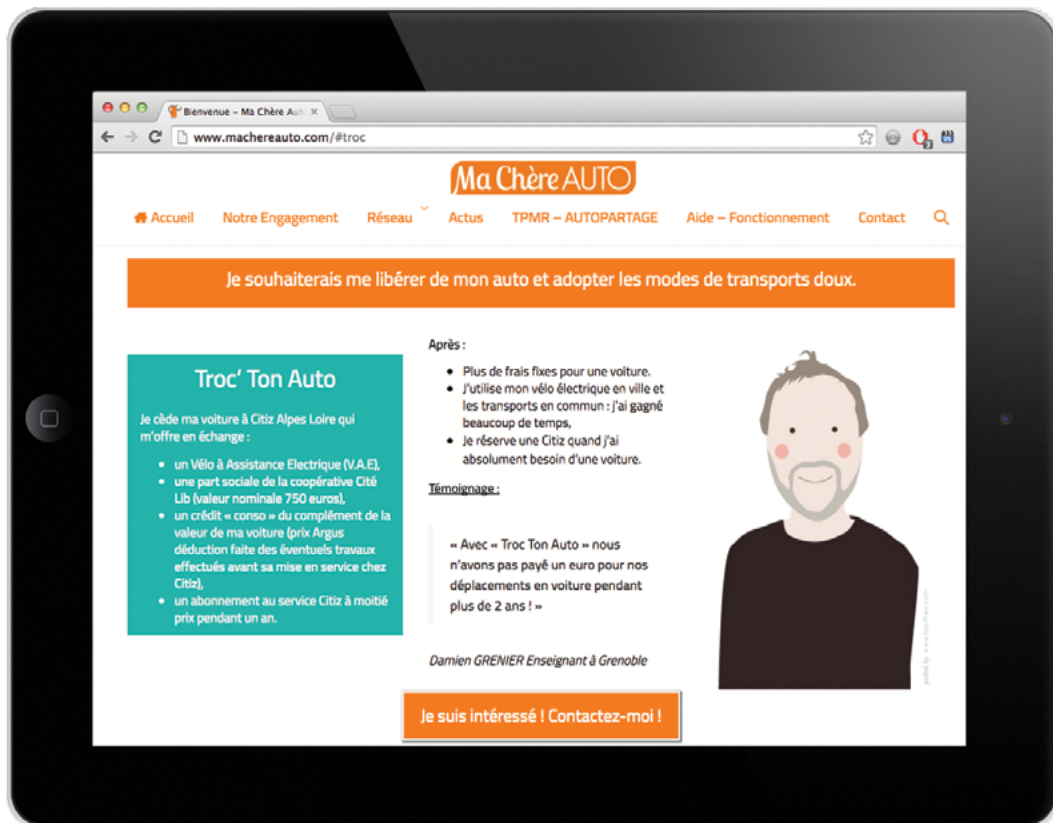 Bienvenue – Ma Chère Aut
www.machereauto.com/#troc
Ma Chère AUTO
Accueil Notre Engagement Réseau Actus TPMR – AUTOPARTAGE Aide – Fonctionnement Contact
Je souhaiterais me libérer de mon auto et adopter les modes de transports doux.
Troc' Ton Auto
Je cède ma voiture à Citiz Alpes Loire qui
m'offre en échange :
• un Vélo à Assistance Electrique (V.A.E),
• une part sociale de la coopérative Cité
Lib (valeur nominale 750 euros),
• un crédit « conso » du complément de la
valeur de ma voiture (prix Argus
déduction faite des éventuels travaux
effectués avant sa mise en service chez
Citiz),
• un abonnement au service Citiz à moitié
prix pendant un an.
Après :
• Plus de frais fixes pour une voiture.
• J'utilise mon vélo électrique en ville et
les transports en commun : j'ai gagné
beaucoup de temps,
• Je réserve une Citiz quand j'ai
absolument besoin d'une voiture.
Témoignage :
« Avec « Troc Ton Auto » nous
n'avons pas payé un euro pour nos
déplacements en voiture pendant
plus de 2 ans ! »
Damien GRENIER Enseignant à Grenoble
Je suis intéressé ! Contactez-moi !